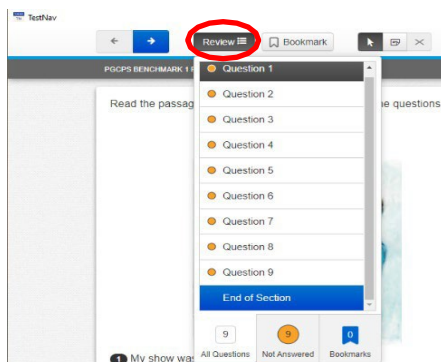 TestNav
Review Bookmark
PGCPS BENCHMARK 1
Read the passag e questions
Question 1
Question 2
Question 3
Question 4
Question 5
Question 6
Question 7
Question 8
Question 9
End of Section
9 9 0
All Questions Not Answered Bookmarks
1 My show was